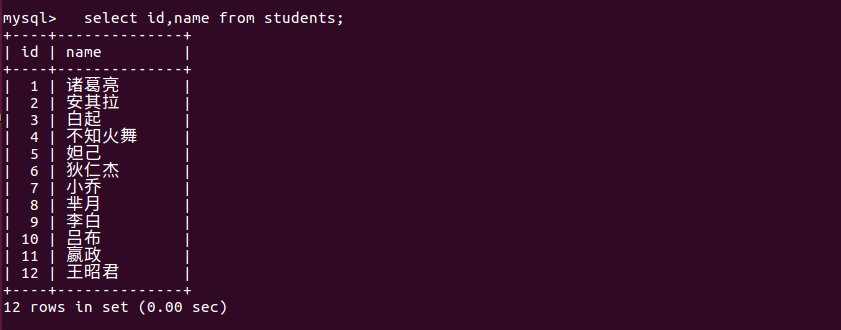 mysql>   select id,name from students;
+----+--------------+
| id | name         |
+----+--------------+
|  1 | 诸葛亮       |
|  2 | 安其拉       |
|  3 | 白起         |
|  4 | 不知火舞     |
|  5 | 妲己         |
|  6 | 狄仁杰       |
|  7 | 小乔         |
|  8 | 芈月         |
|  9 | 李白         |
| 10 | 吕布         |
| 11 | 嬴政         |
| 12 | 王昭君       |
+----+--------------+
12 rows in set (0.00 sec)